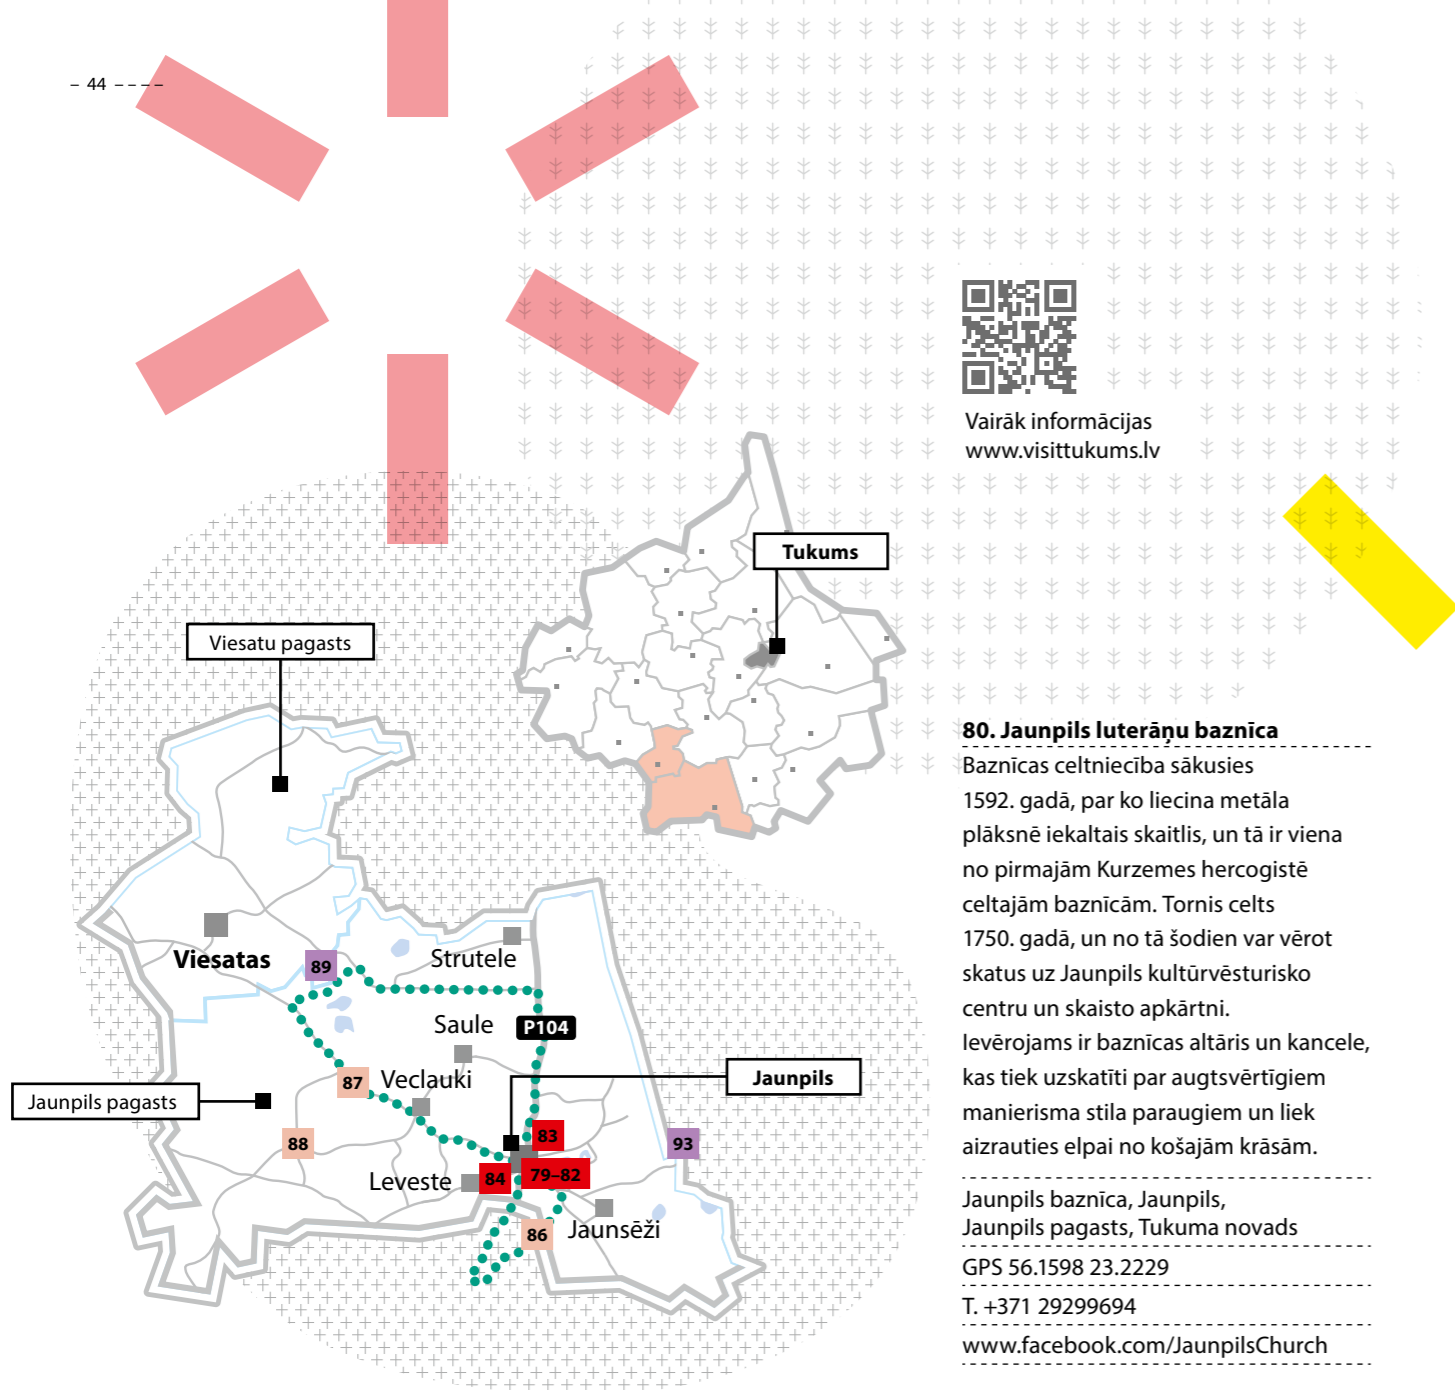 44
Vairāk informācijas
www.visittukums.lv
Tukums
Viesatu pagasts
Viesatas
89
Strutele
Saule
P104
87
Veclauki
Jaunpils
Jaunpils pagasts
88
83
93
Leveste
84
79–82
86
Jaunsēži
80. Jaunpils luterāņu baznīca
Baznīcas celtniecība sākusies
1592. gadā, par ko liecina metāla
plāksnē iekaltais skaitlis, un tā ir viena
no pirmajām Kurzemes hercogistē
celtajām baznīcām. Tornis celts
1750. gadā, un no tā šodien var vērot
skatus uz Jaunpils kultūrvēsturisko
centru un skaisto apkārtni.
Ievērojams ir baznīcas altāris un kancele,
kas tiek uzskatīti par augtsvērtīgiem
manierisma stila paraugiem un liek
aizrauties elpai no košajām krāsām.
Jaunpils baznīca, Jaunpils,
Jaunpils pagasts, Tukuma novads
GPS 56.1598 23.2229
T. +371 29299694
www.facebook.com/JaunpilsChurch